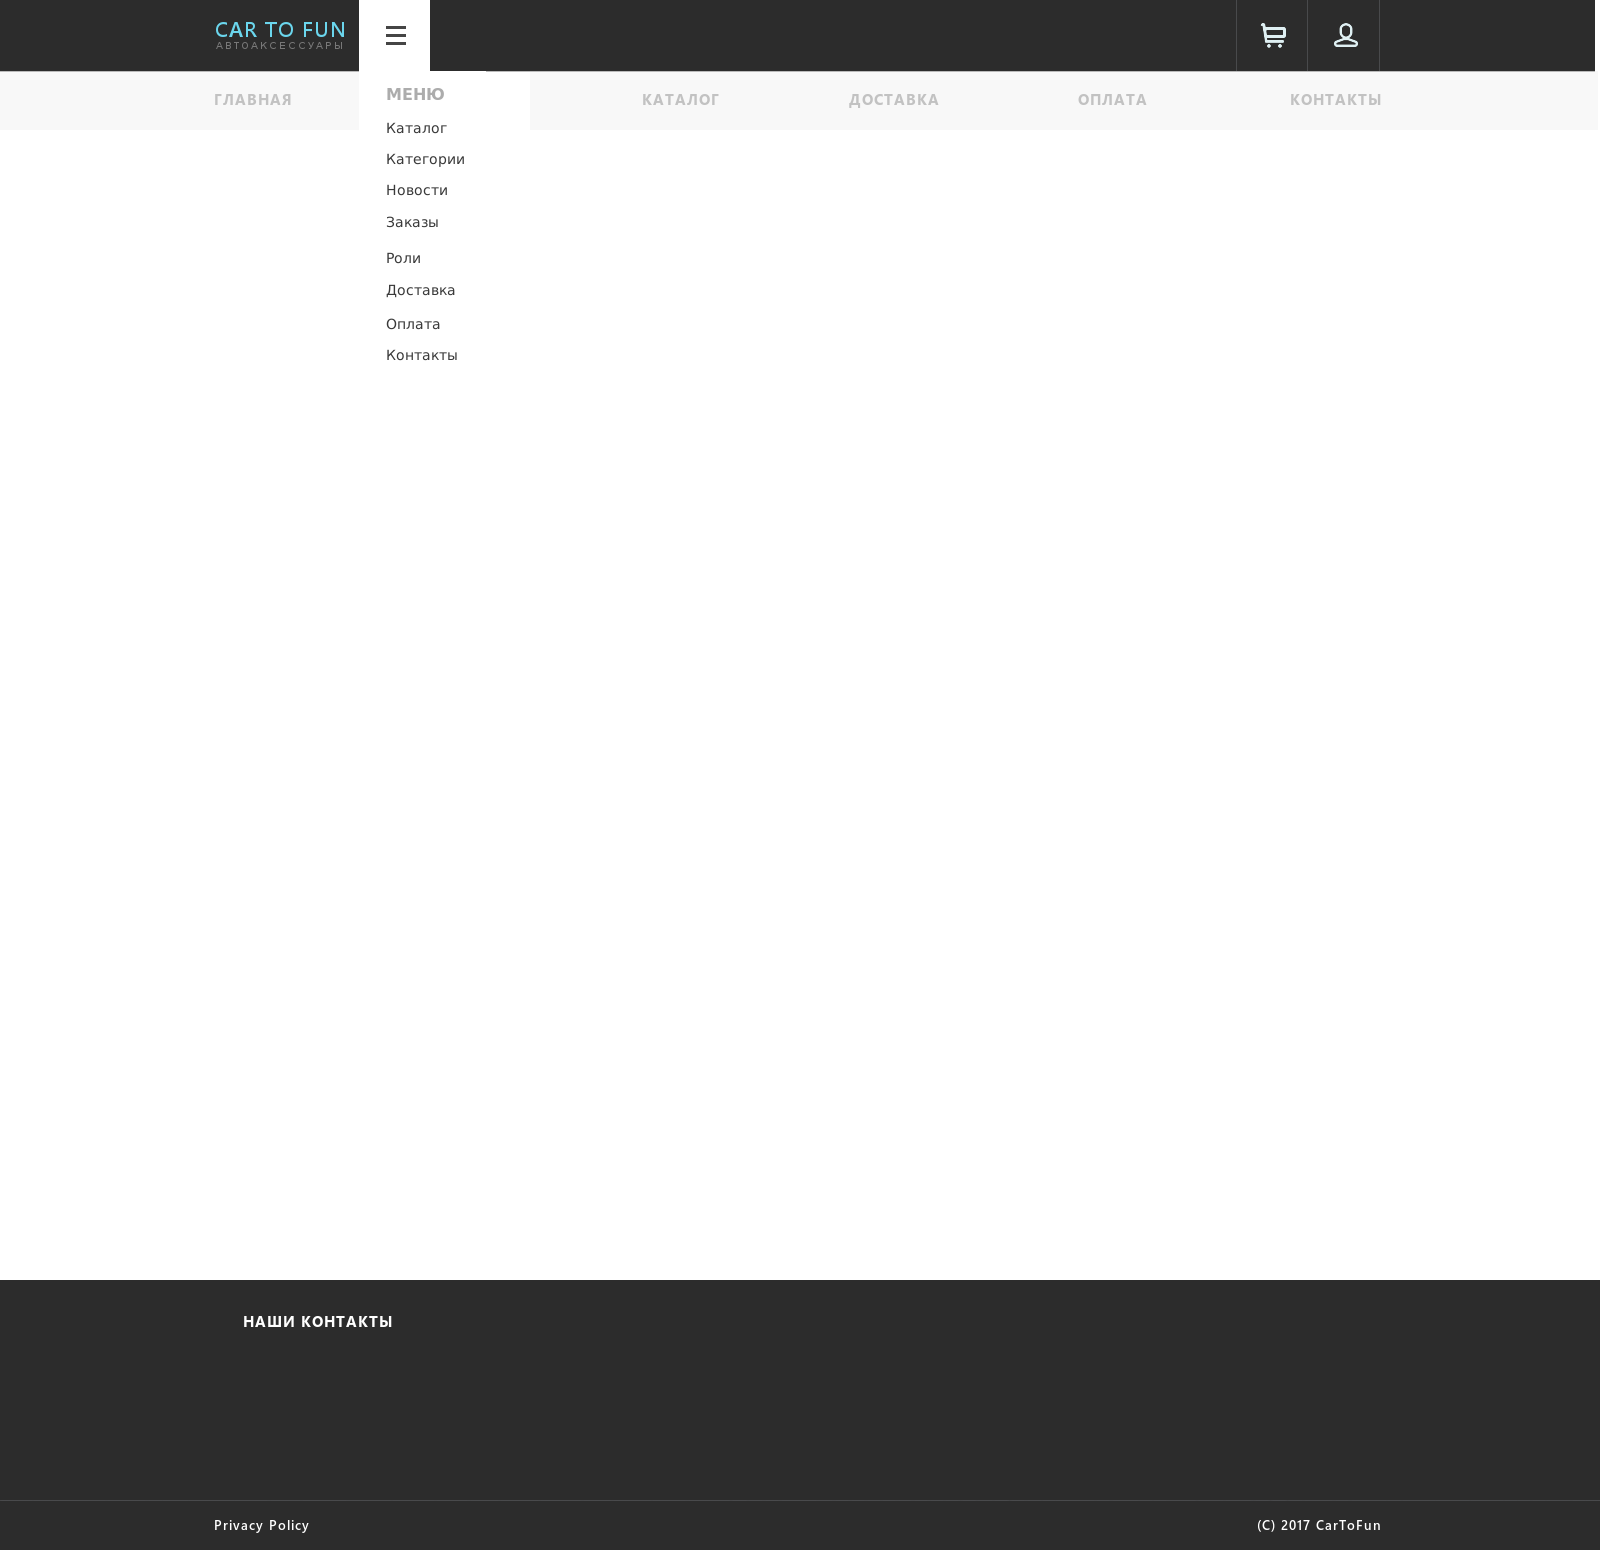 CAR TO FUN
АВТОАКСЕССУАРЫ
ГЛАВНАЯ
КАТАЛОГ
ДОСТАВКА
ОПЛАТА
КОНТАКТЫ
МЕНЮ
Каталог
Категории
Новости
Заказы
Роли
Доставка
Оплата
Контакты
НАШИ КОНТАКТЫ
Privacy Policy
(C) 2017 CarToFun